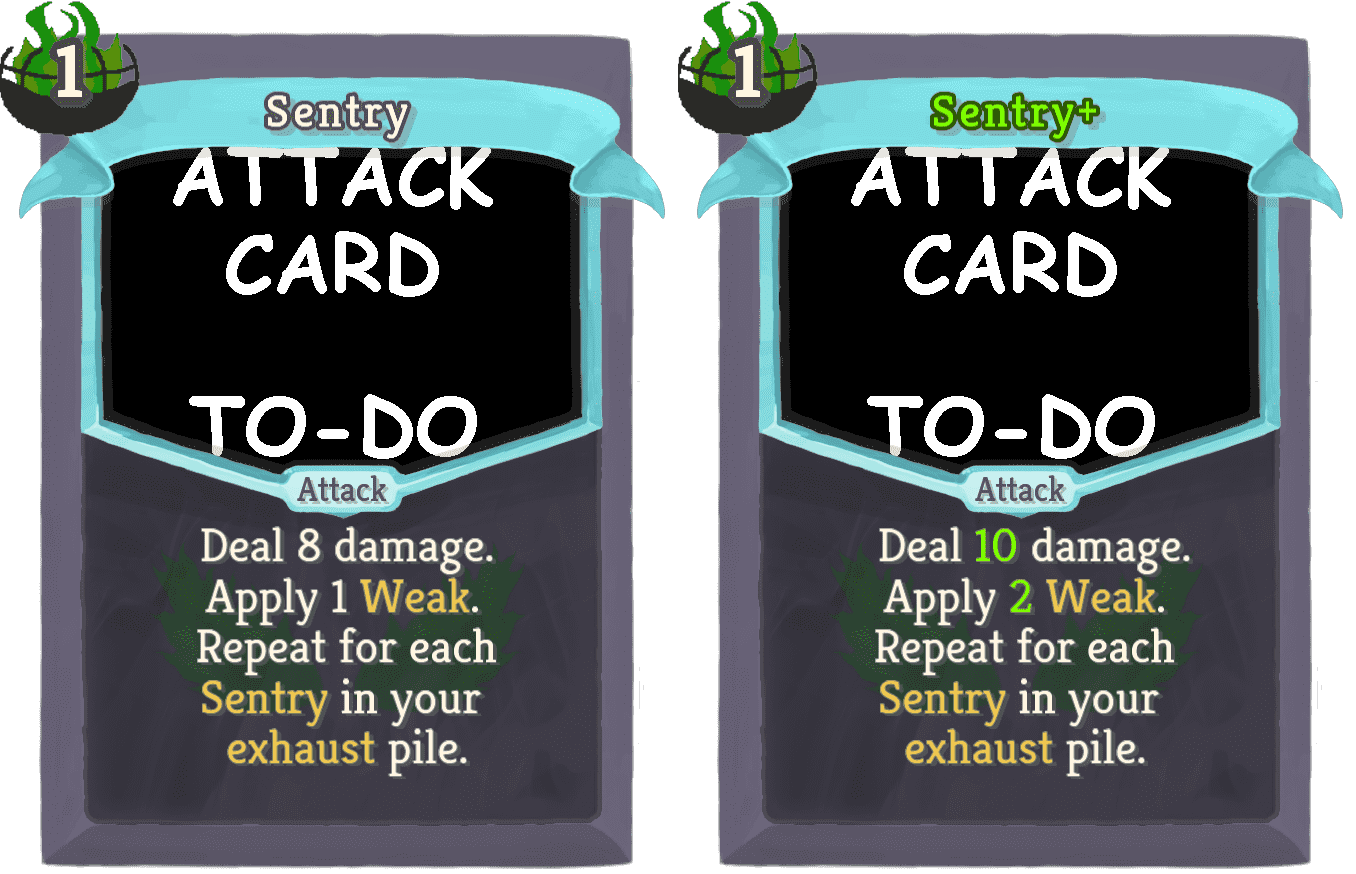 1
Sentry
ATTACK
CARD
TO-DO
Attack
Deal 8 damage.
Apply 1 Weak.
Repeat for each
Sentry in your
exhaust pile.
1
Sentry+
ATTACK
CARD
TO-DO
Attack
Deal 10 damage.
Apply 2 Weak.
Repeat for each
Sentry in your
exhaust pile.